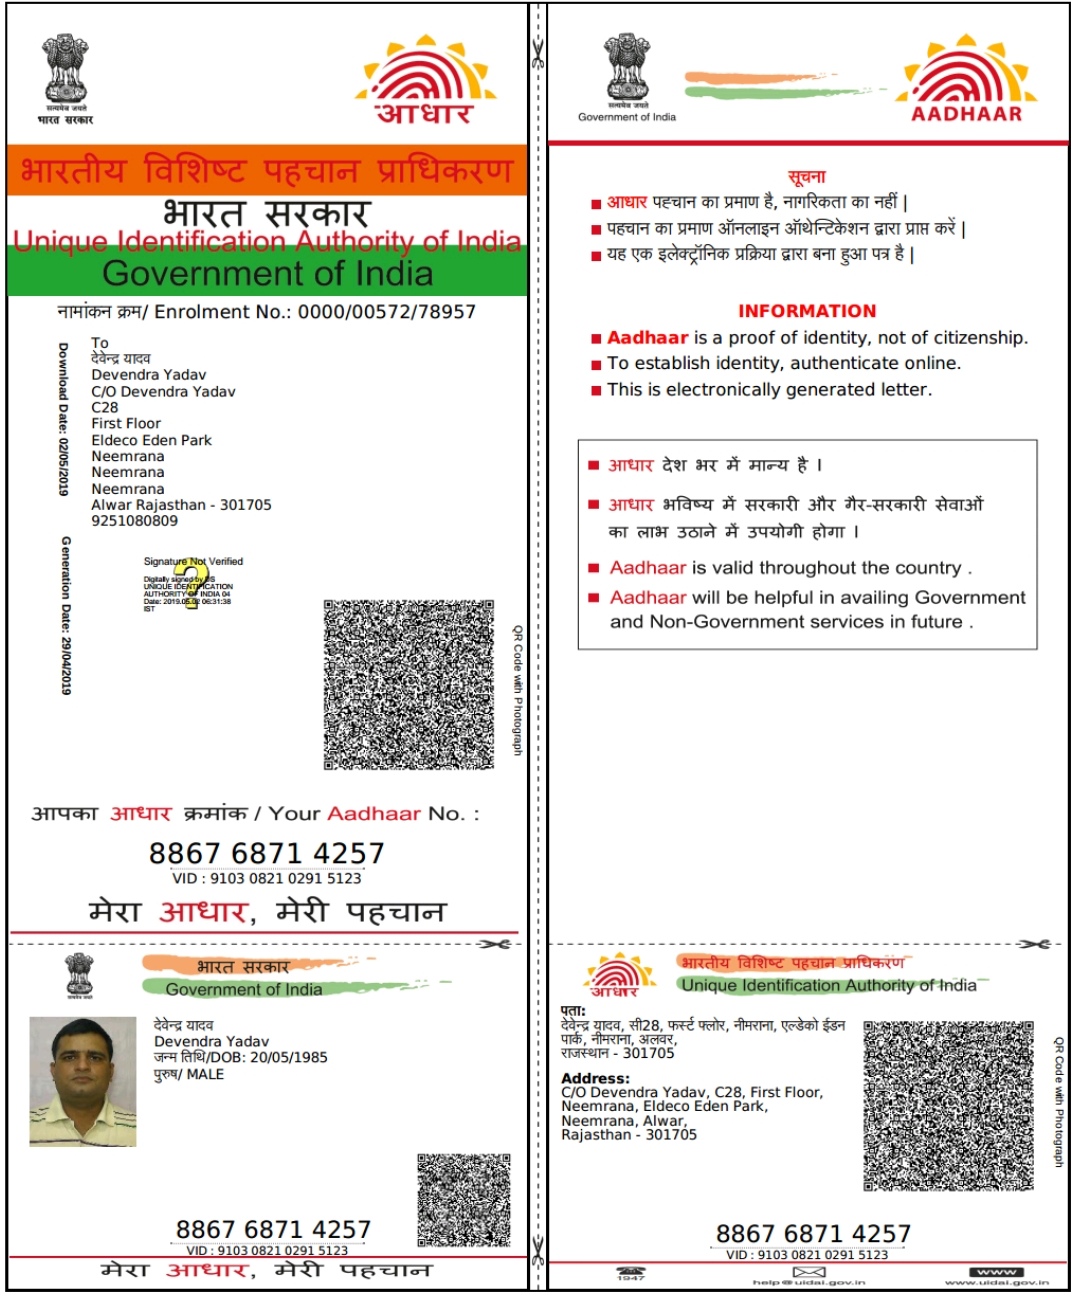 सत्यमेव जयते
भारत सरकार
आधार
भारतीय विशिष्ट पहचान प्राधिकरण
भारत सरकार
Unique Identification Authority of India
Government of India
नामांकन क्रम/ Enrolment No.: 0000/00572/78957
Download Date: 02/05/2019
Generation Date: 29/04/2019
To
देवेन्द्र यादव
Devendra Yadav
C/O Devendra Yadav
C28
First Floor
Eldeco Eden Park
Neemrana
Neemrana
Neemrana
Alwar Rajasthan - 301705
9251080809
Signature Not Verified
Digitally signed by DS
UNIQUE IDENTIFICATION
AUTHORITY OF INDIA 04
Date: 2019.05.02 06:31:38
IST
QR Code with Photograph
आपका आधार क्रमांक / Your Aadhaar No. :
8867 6871 4257
VID : 9103 0821 0291 5123
मेरा आधार, मेरी पहचान
सत्यमेव जयते
Government of India
AADHAAR
सूचना
आधार पहचान का प्रमाण है, नागरिकता का नहीं |
पहचान का प्रमाण ऑनलाइन ऑथेन्टिकेशन द्वारा प्राप्त करें |
यह एक इलेक्ट्रॉनिक प्रक्रिया द्वारा बना हुआ पत्र है |
INFORMATION
Aadhaar is a proof of identity, not of citizenship.
To establish identity, authenticate online.
This is electronically generated letter.
आधार देश भर में मान्य है ।
आधार भविष्य में सरकारी और गैर-सरकारी सेवाओं
का लाभ उठाने में उपयोगी होगा ।
Aadhaar is valid throughout the country .
Aadhaar will be helpful in availing Government
and Non-Government services in future .
भारत सरकार
Government of India
देवेन्द्र यादव
Devendra Yadav
जन्म तिथि/DOB: 20/05/1985
पुरुष/ MALE
8867 6871 4257
VID : 9103 0821 0291 5123
मेरा आधार, मेरी पहचान
आधार
भारतीय विशिष्ट पहचान प्राधिकरण
Unique Identification Authority of India
पता:
देवेन्द्र यादव, सी28, फर्स्ट फ्लोर, नीमराना, एल्डेको ईडन
पार्क, नीमराना, अलवर,
राजस्थान - 301705
Address:
C/O Devendra Yadav, C28, First Floor,
Neemrana, Eldeco Eden Park,
Neemrana, Alwar,
Rajasthan - 301705
QR Code with Photograph
8867 6871 4257
VID : 9103 0821 0291 5123
1947
help@uidai.gov.in
www
www.uidai.gov.in